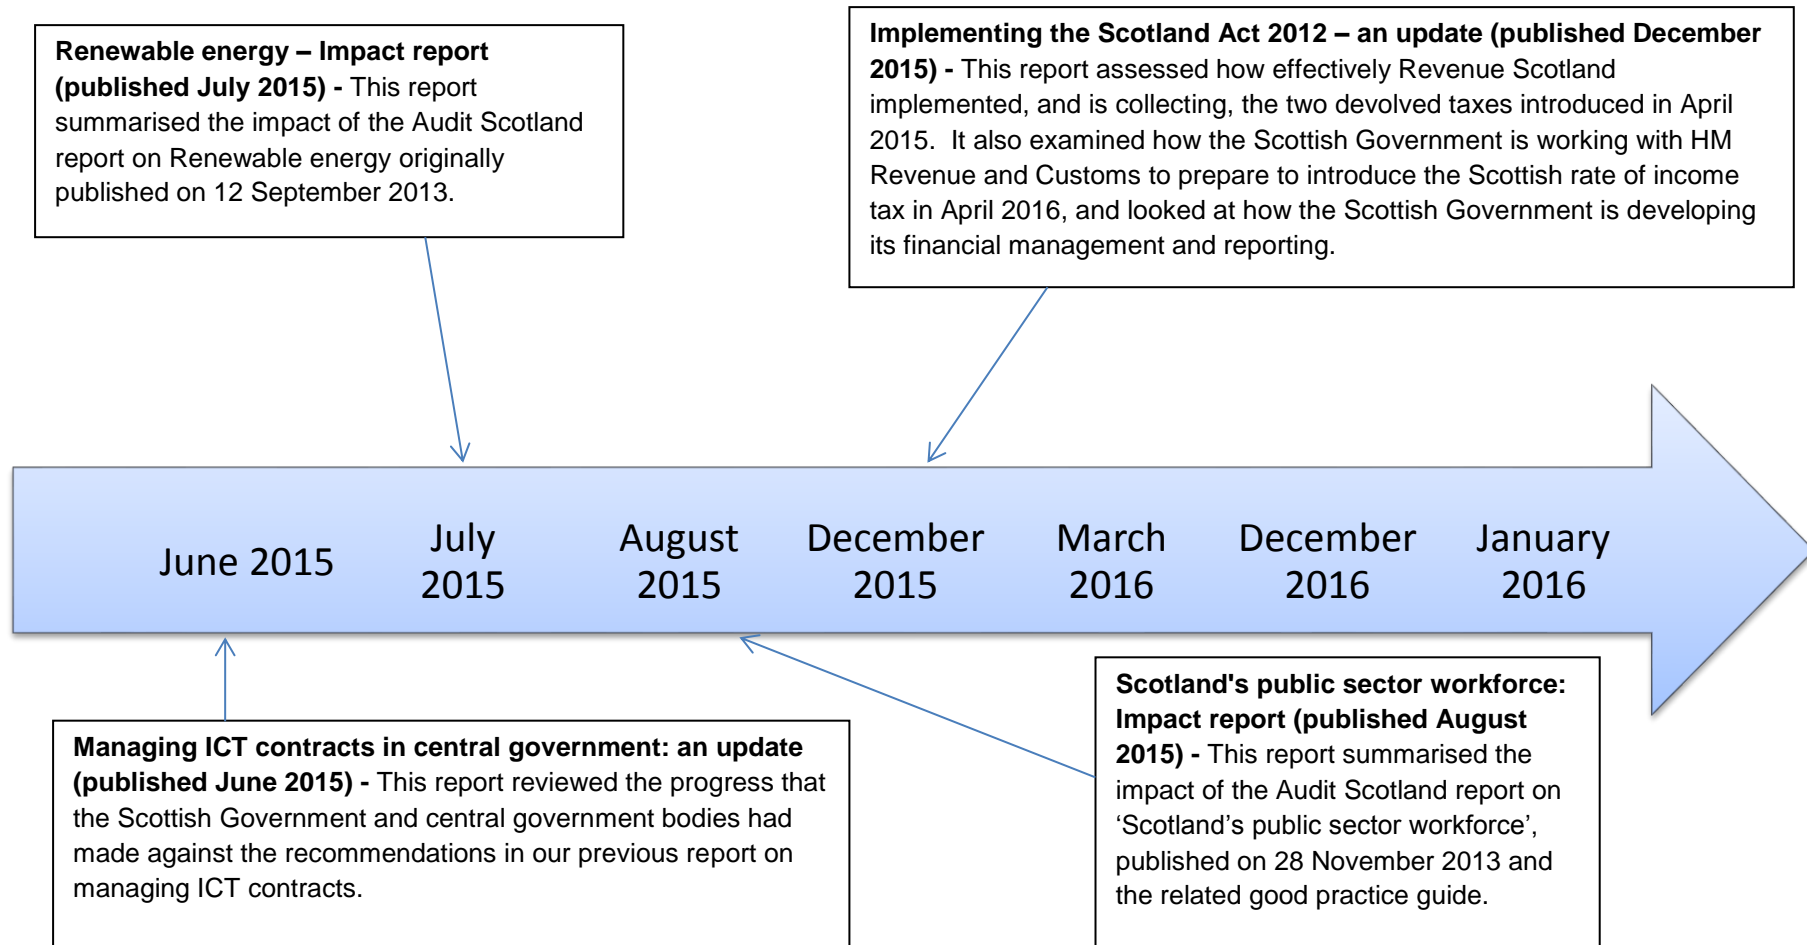 Renewable energy – Impact report
(published July 2015) - This report
summarised the impact of the Audit Scotland
report on Renewable energy originally
published on 12 September 2013.
Implementing the Scotland Act 2012 – an update (published December
2015) - This report assessed how effectively Revenue Scotland
implemented, and is collecting, the two devolved taxes introduced in April
2015.  It also examined how the Scottish Government is working with HM
Revenue and Customs to prepare to introduce the Scottish rate of income
tax in April 2016, and looked at how the Scottish Government is developing
its financial management and reporting.
June 2015
July
2015
August
2015
December
2015
March
2016
December
2016
January
2016
Managing ICT contracts in central government: an update
(published June 2015) - This report reviewed the progress that
the Scottish Government and central government bodies had
made against the recommendations in our previous report on
managing ICT contracts.
Scotland's public sector workforce:
Impact report (published August
2015) - This report summarised the
impact of the Audit Scotland report on
‘Scotland’s public sector workforce’,
published on 28 November 2013 and
the related good practice guide.